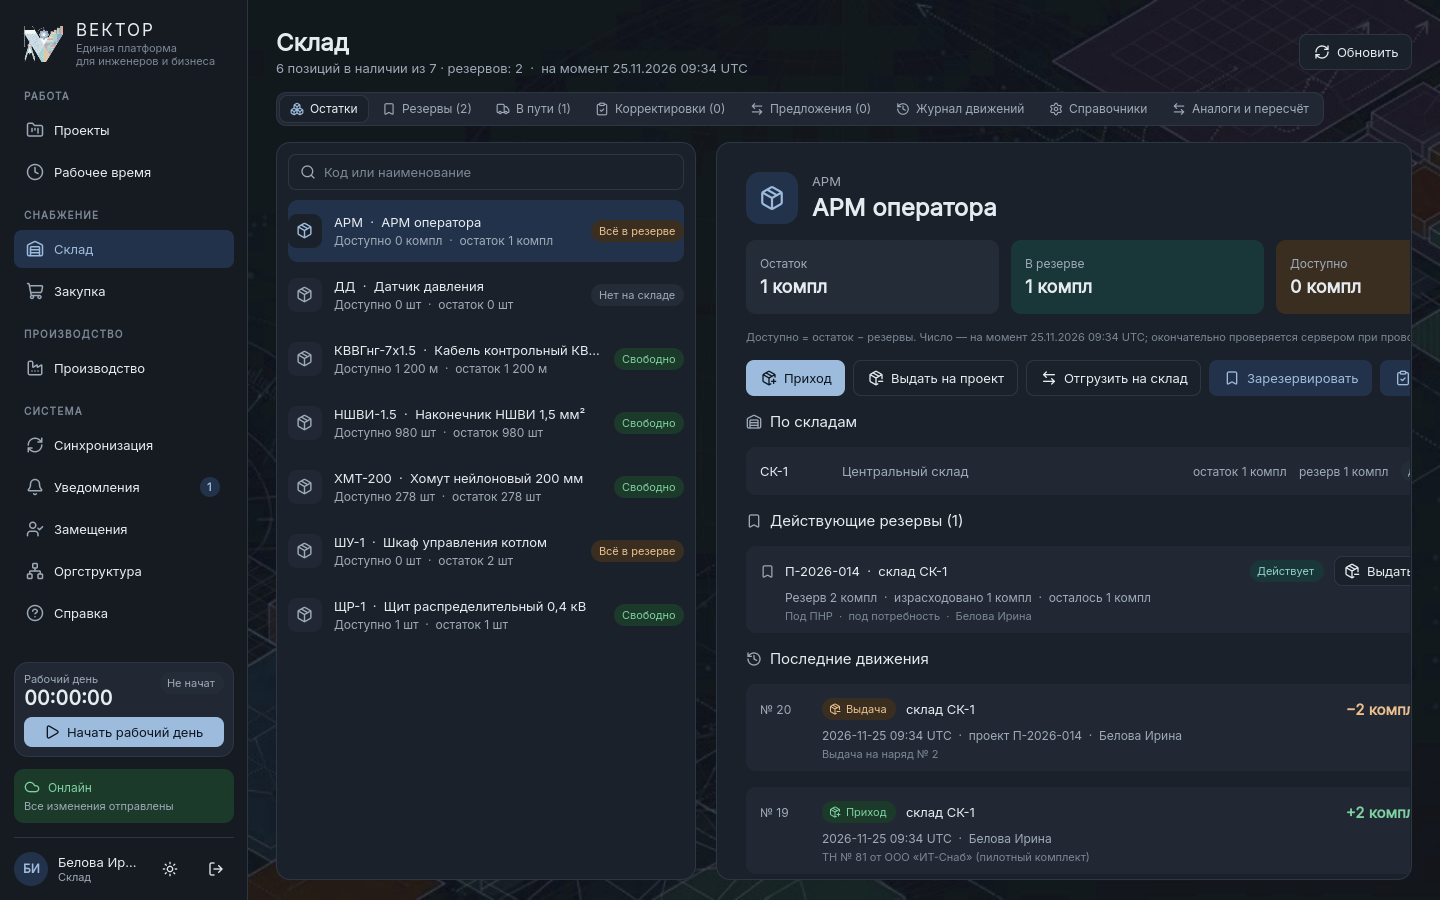 ВЕКТОР
Единая платформа
для инженеров и бизнеса
РАБОТА
Проекты
Рабочее время
СНАБЖЕНИЕ
Склад
Закупка
ПРОИЗВОДСТВО
Производство
СИСТЕМА
Синхронизация
Уведомления 1
Замещения
Оргструктура
Справка
Рабочий день
00:00:00
Не начат
Начать рабочий день
Онлайн
Все изменения отправлены
БИ
Белова Ир...
Склад
Склад
6 позиций в наличии из 7 · резервов: 2 · на момент 25.11.2026 09:34 UTC
Обновить
Остатки
Резервы (2)
В пути (1)
Корректировки (0)
Предложения (0)
Журнал движений
Справочники
Аналоги и пересчёт
Код или наименование
АРМ · АРМ оператора
Доступно 0 компл · остаток 1 компл
Всё в резерве
ДД · Датчик давления
Доступно 0 шт · остаток 0 шт
Нет на складе
КВВГнг-7х1.5 · Кабель контрольный КВ...
Доступно 1 200 м · остаток 1 200 м
Свободно
НШВИ-1.5 · Наконечник НШВИ 1,5 мм²
Доступно 980 шт · остаток 980 шт
Свободно
ХМТ-200 · Хомут нейлоновый 200 мм
Доступно 278 шт · остаток 278 шт
Свободно
ШУ-1 · Шкаф управления котлом
Доступно 0 шт · остаток 2 шт
Всё в резерве
ЩР-1 · Щит распределительный 0,4 кВ
Доступно 1 шт · остаток 1 шт
Свободно
АРМ
АРМ оператора
Остаток
1 компл
В резерве
1 компл
Доступно
0 компл
Доступно = остаток − резервы. Число — на момент 25.11.2026 09:34 UTC; окончательно проверяется сервером при пров
Приход
Выдать на проект
Отгрузить на склад
Зарезервировать
По складам
СК-1 Центральный склад остаток 1 компл резерв 1 компл
Действующие резервы (1)
П-2026-014 · склад СК-1
Действует
Выдать
Резерв 2 компл · израсходовано 1 компл · осталось 1 компл
Под ПНР · под потребность · Белова Ирина
Последние движения
№ 20 Выдача склад СК-1 −2 компл
2026-11-25 09:34 UTC · проект П-2026-014 · Белова Ирина
Выдача на наряд № 2
№ 19 Приход склад СК-1 +2 компл
2026-11-25 09:34 UTC · Белова Ирина
ТН № 81 от ООО «ИТ-Снаб» (пилотный комплект)